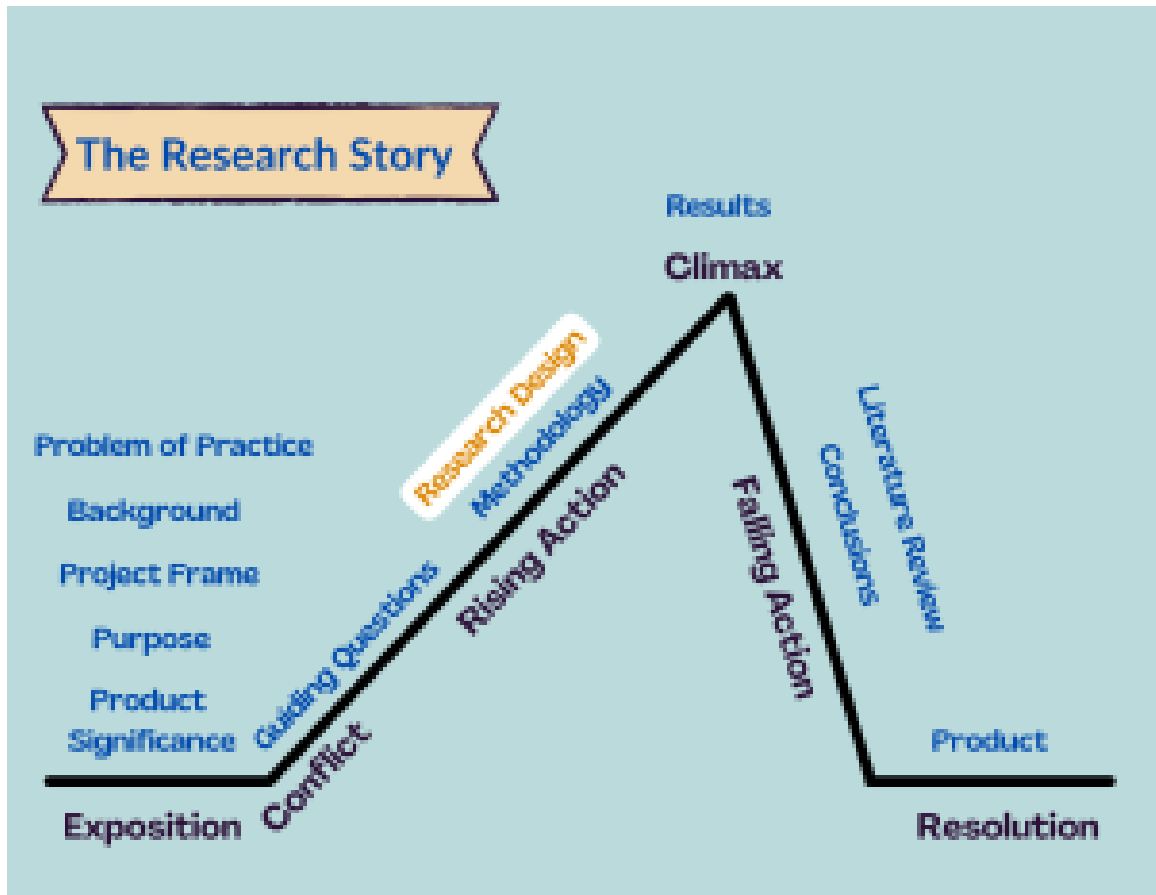 The Research Story
Results
Climax
Research Design
Methodology
Rising Action
Problem of Practice
Background
Project Frame
Purpose
Product
Significance
Guiding Questions
Conflict
Exposition
Literature Review
Conclusions
Falling Action
Product
Resolution